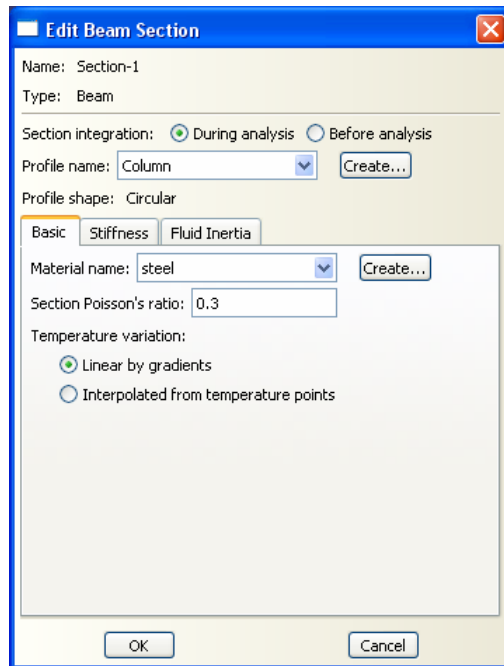 Edit Beam Section
Name: Section-1
Type: Beam
Section integration: During analysis Before analysis
Profile name: Column Create...
Profile shape: Circular
Basic Stiffness Fluid Inertia
Material name: steel Create...
Section Poisson's ratio: 0.3
Temperature variation:
Linear by gradients
Interpolated from temperature points
OK Cancel